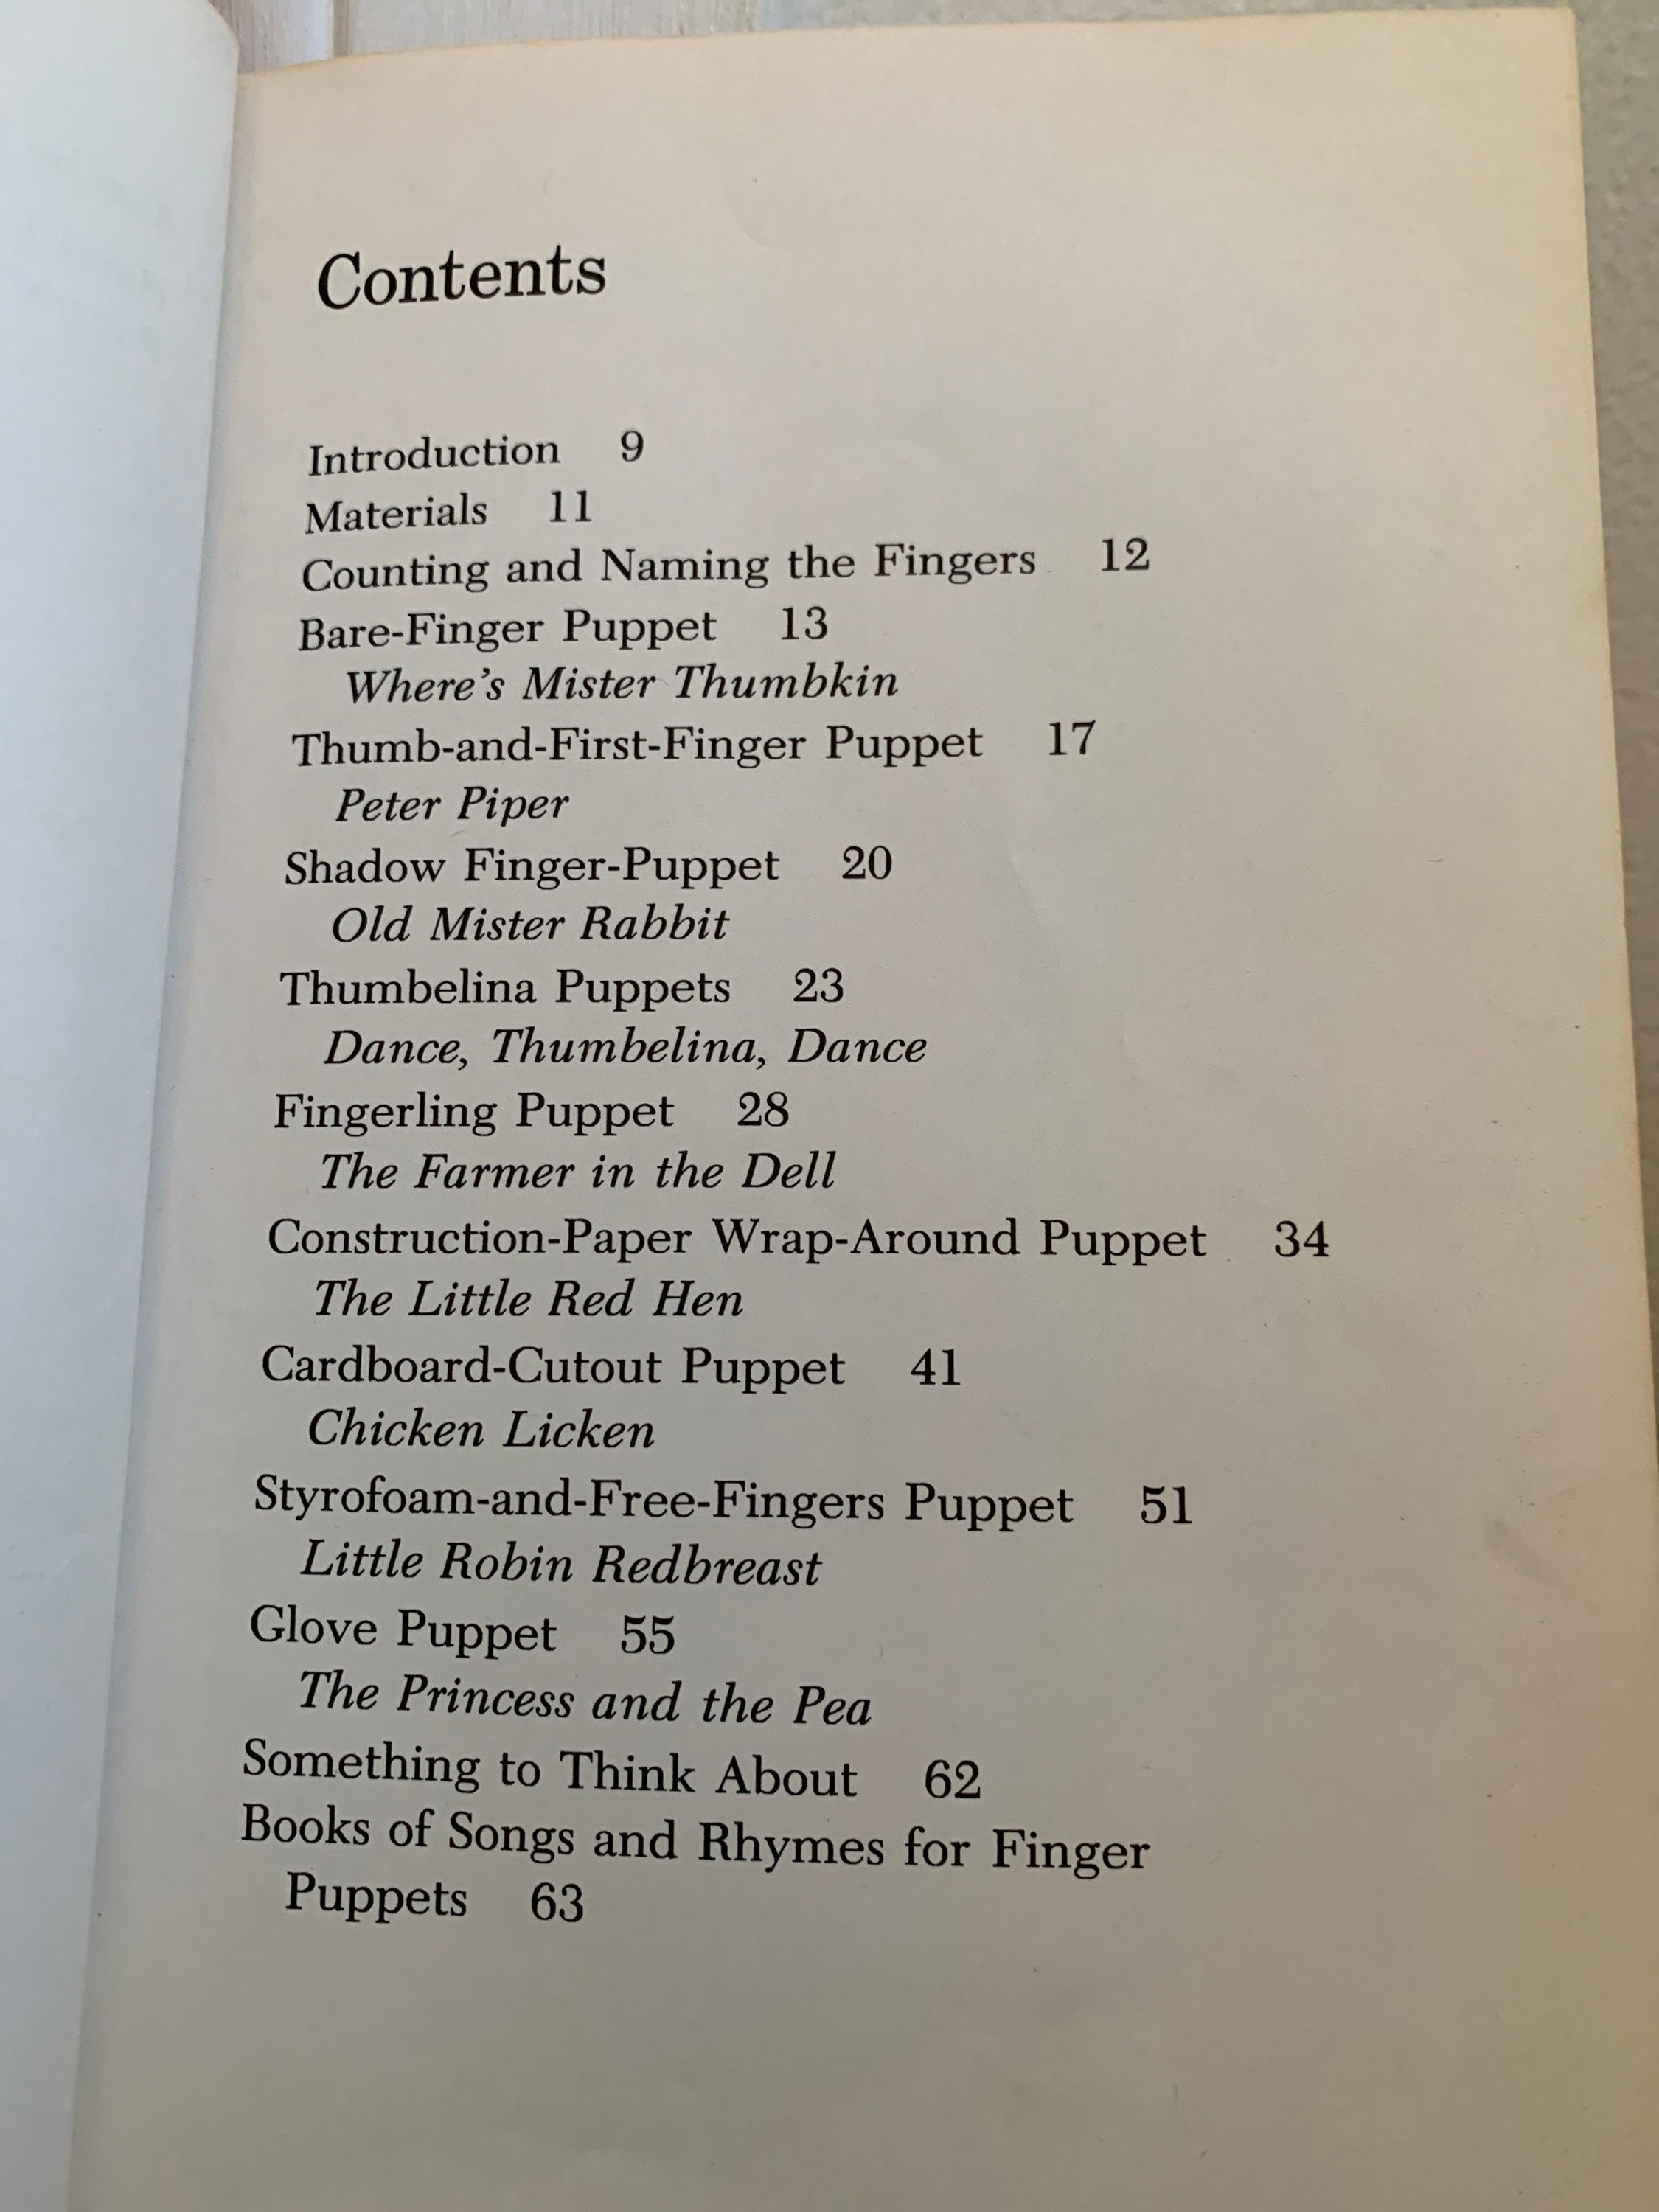 Contents
Introduction 9
Materials 11
Counting and Naming the Fingers 12
Bare-Finger Puppet 13
Where's Mister Thumbkin
Thumb-and-First-Finger Puppet 17
Peter Piper
Shadow Finger-Puppet 20
Old Mister Rabbit
Thumbelina Puppets 23
Dance, Thumbelina, Dance
Fingerling Puppet 28
The Farmer in the Dell
Construction-Paper Wrap-Around Puppet 34
The Little Red Hen
Cardboard-Cutout Puppet 41
Chicken Licken
Styrofoam-and-Free-Fingers Puppet 51
Little Robin Redbreast
Glove Puppet 55
The Princess and the Pea
Something to Think About 62
Books of Songs and Rhymes for Finger
Puppets 63